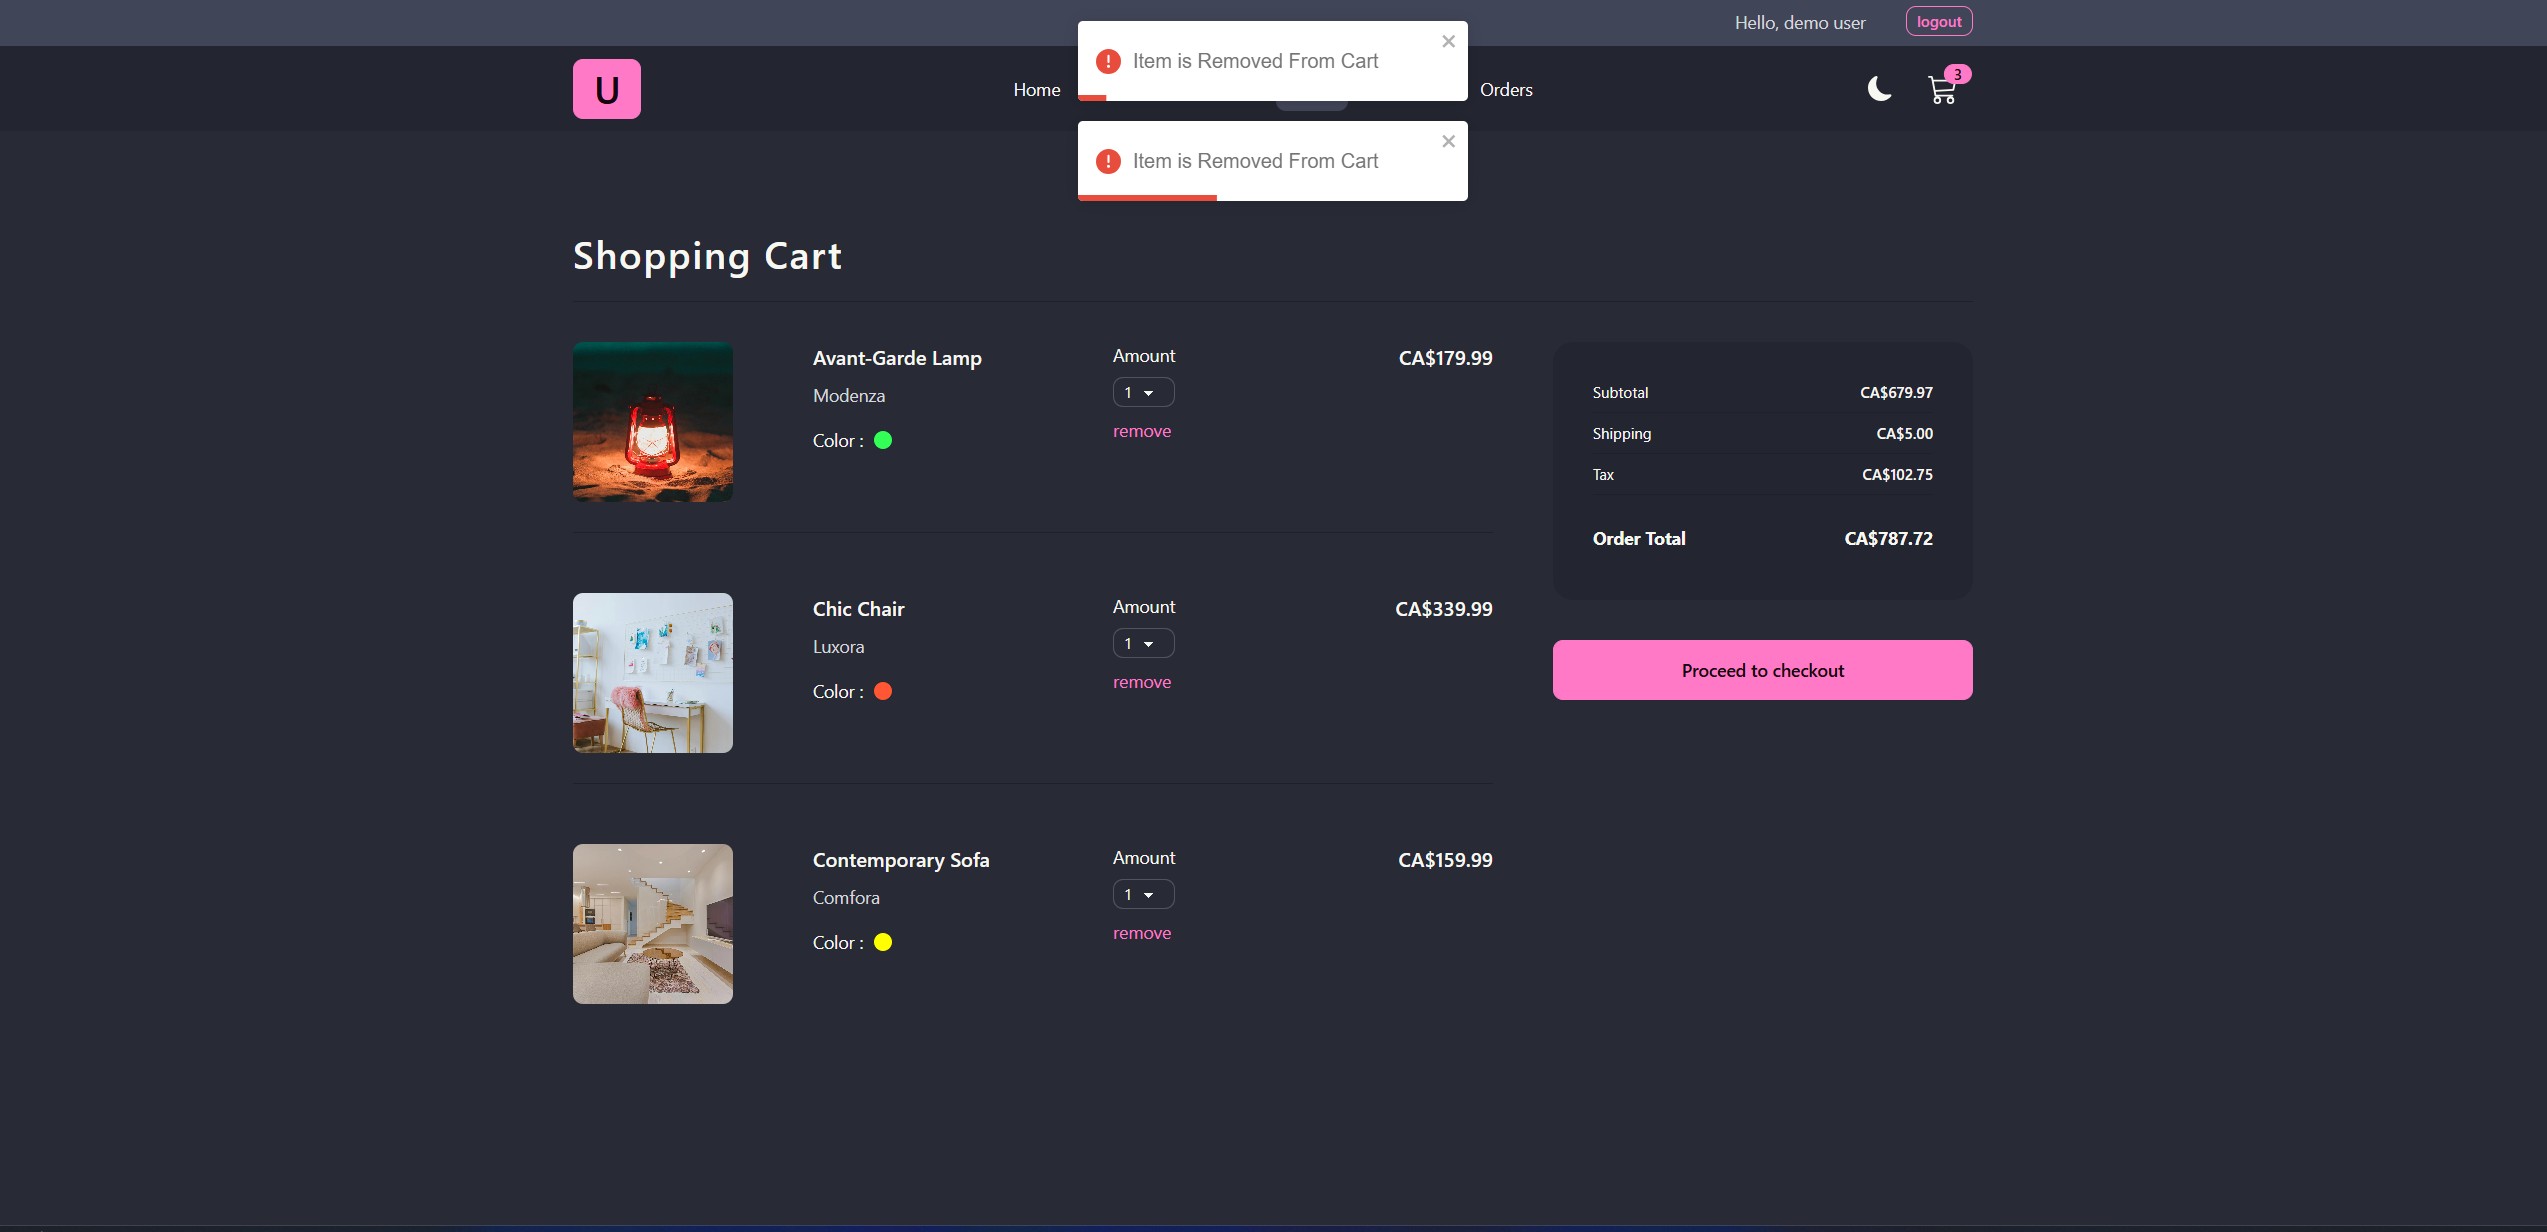 Hello, demo user
logout
Item is Removed From Cart
U
Home
Orders
3
Item is Removed From Cart
Shopping Cart
Avant-Garde Lamp
Modenza
Color :
Amount
1
remove
CA$179.99
Chic Chair
Luxora
Color :
Amount
1
remove
CA$339.99
Contemporary Sofa
Comfora
Color :
Amount
1
remove
CA$159.99
Subtotal CA$679.97
Shipping CA$5.00
Tax CA$102.75
Order Total CA$787.72
Proceed to checkout